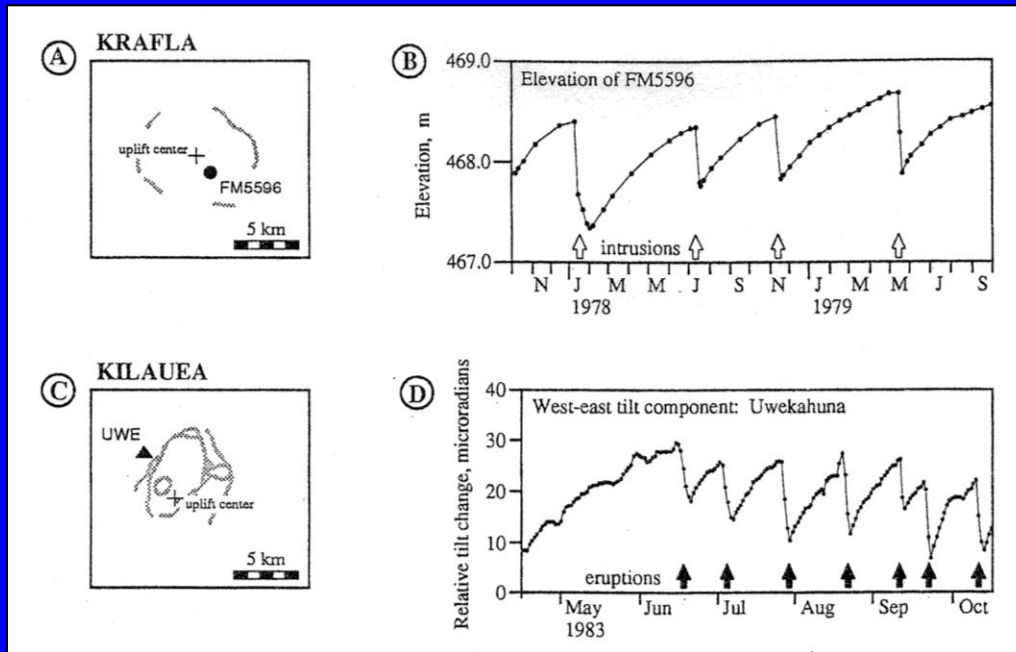 A
KRAFLA
uplift center
FM5596
5 km
B
Elevation of FM5596
Elevation, m
469.0
468.0
467.0
intrusions
N J M M J S N J M M J S
1978 1979
C
KILAUEA
UWE
uplift center
5 km
D
West-east tilt component: Uwekahuna
Relative tilt change, microradians
40
30
20
10
0
eruptions
May Jun Jul Aug Sep Oct
1983